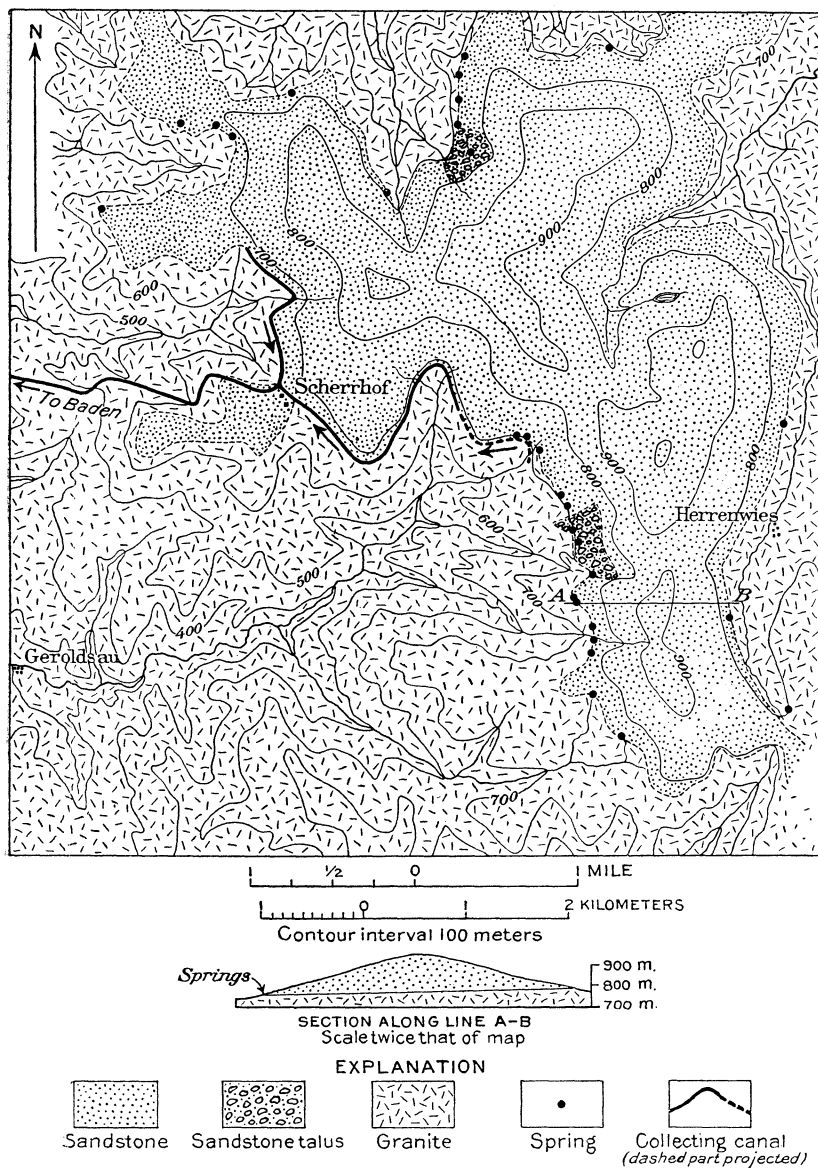 N
700
800
900
700
800
600
500
Scherrhof
To Baden
900
800
800
600
Herrenwies
500
700
A
B
400
Geroldsau
900
700
1 1/2 0 1 MILE
1 0 1 2 KILOMETERS
Contour interval 100 meters
Springs
900 m.
800 m.
700 m.
SECTION ALONG LINE A-B
Scale twice that of map
EXPLANATION
Sandstone
Sandstone talus
Granite
Spring
Collecting canal
(dashed part projected)